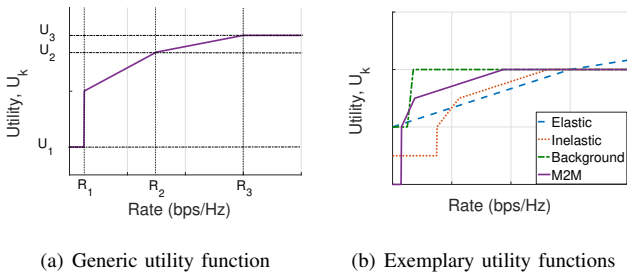 U3
U2
U1
Utility, Uk
R1 R2 R3
Rate (bps/Hz)
(a) Generic utility function
Utility, Uk
Elastic
Inelastic
Background
M2M
Rate (bps/Hz)
(b) Exemplary utility functions